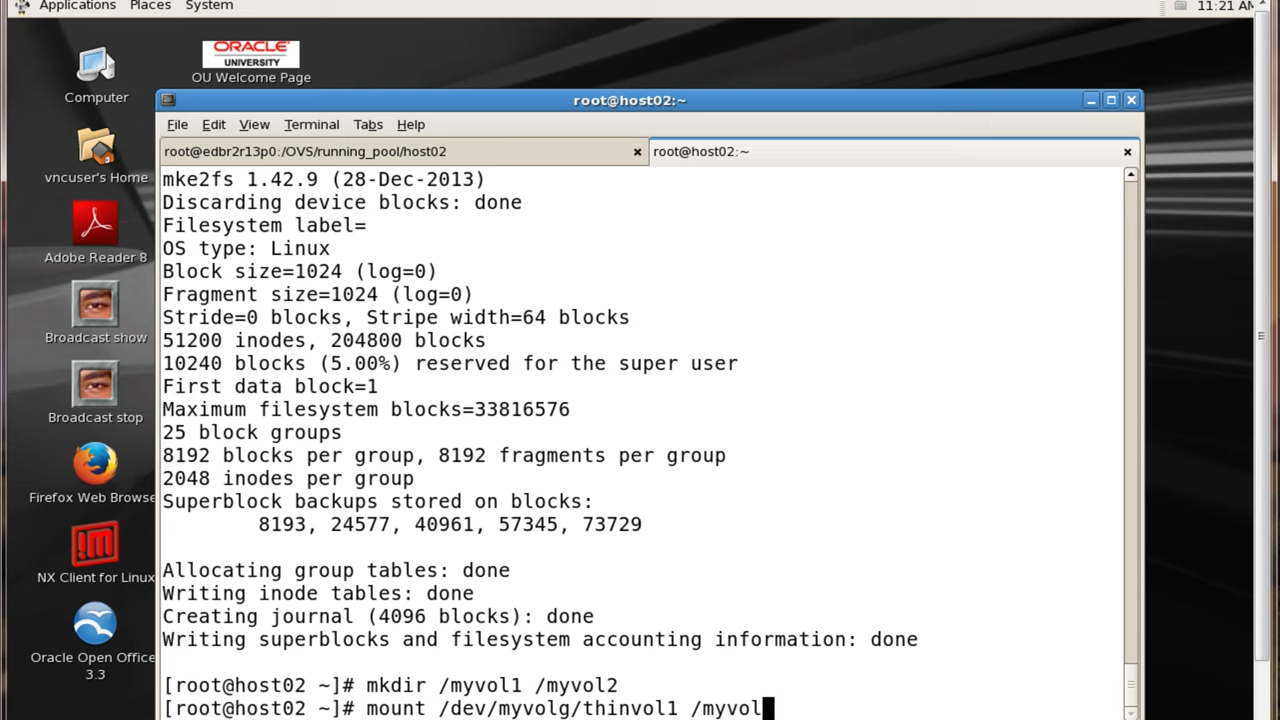 Applications Places System 11:21 AM
ORACLE
UNIVERSITY
OU Welcome Page
Computer
vncuser's Home
Adobe Reader 8
Broadcast show
Broadcast stop
Firefox Web Browse
NX Client for Linux
Oracle Open Office
3.3
root@host02:~
File Edit View Terminal Tabs Help
root@edbr2r13p0:/OVS/running_pool/host02 root@host02:~
mke2fs 1.42.9 (28-Dec-2013)
Discarding device blocks: done
Filesystem label=
OS type: Linux
Block size=1024 (log=0)
Fragment size=1024 (log=0)
Stride=0 blocks, Stripe width=64 blocks
51200 inodes, 204800 blocks
10240 blocks (5.00%) reserved for the super user
First data block=1
Maximum filesystem blocks=33816576
25 block groups
8192 blocks per group, 8192 fragments per group
2048 inodes per group
Superblock backups stored on blocks:
8193, 24577, 40961, 57345, 73729
Allocating group tables: done
Writing inode tables: done
Creating journal (4096 blocks): done
Writing superblocks and filesystem accounting information: done
[root@host02 ~]# mkdir /myvol1 /myvol2
[root@host02 ~]# mount /dev/myvolg/thinvol1 /myvol